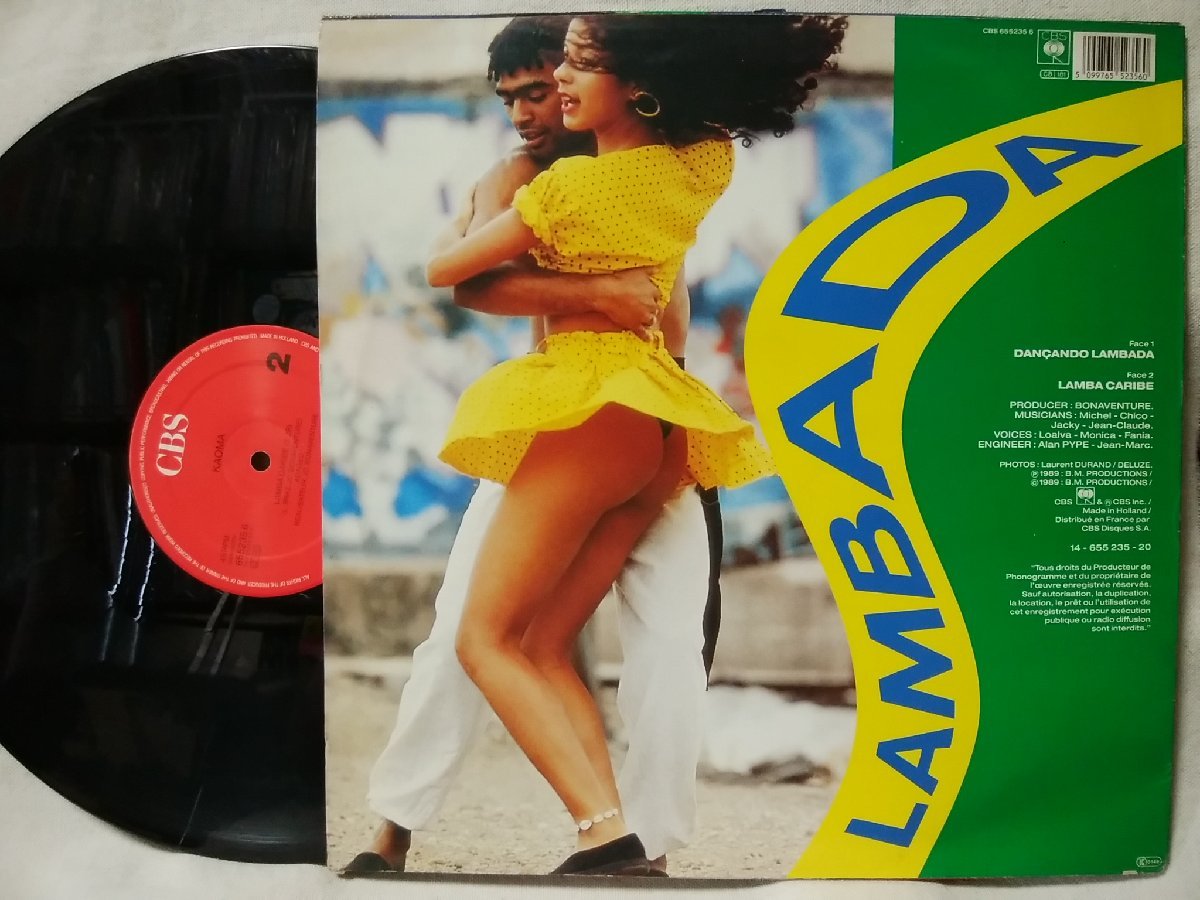 CBS 655235 6
CBS
5 099765 523560
LAMBADA
Face 1
DANÇANDO LAMBADA
Face 2
LAMBA CARIBE
PRODUCER : BONAVENTURE.
MUSICIANS : Michel - Chico -
Jacky - Jean-Claude.
VOICES : Loalva - Monica - Fania.
ENGINEER : Alan PYPE - Jean-Marc.
PHOTOS : Laurent DURAND / DELUZE.
℗ 1989 : B.M. PRODUCTIONS /
© 1989 : B.M. PRODUCTIONS /
CBS & ® CBS Inc. /
Made in Holland /
Distribué en France par
CBS Disques S.A.
14 - 655 235 - 20
"Tous droits du Producteur de
Phonogramme et du propriétaire de
l'œuvre enregistrée réservés.
Sauf autorisation, la duplication,
la location, le prêt ou l'utilisation de
cet enregistrement pour exécution
publique ou radio diffusion
sont interdits."
CBS
2
KAOMA